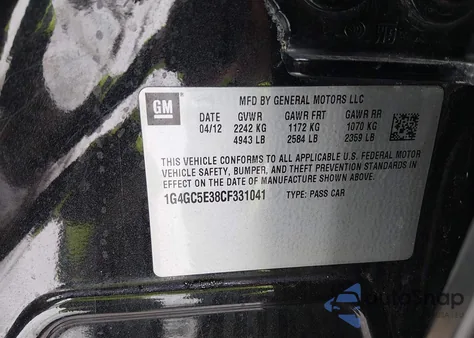 GM
MFD BY GENERAL MOTORS LLC
DATE GVWR GAWR FRT GAWR RR
04/12 2242 KG 1172 KG 1070 KG
4943 LB 2584 LB 2359 LB
THIS VEHICLE CONFORMS TO ALL APPLICABLE U.S. FEDERAL MOTOR
VEHICLE SAFETY, BUMPER, AND THEFT PREVENTION STANDARDS IN
EFFECT ON THE DATE OF MANUFACTURE SHOWN ABOVE.
1G4GC5E38CF331041 TYPE: PASS CAR
AutoSnap